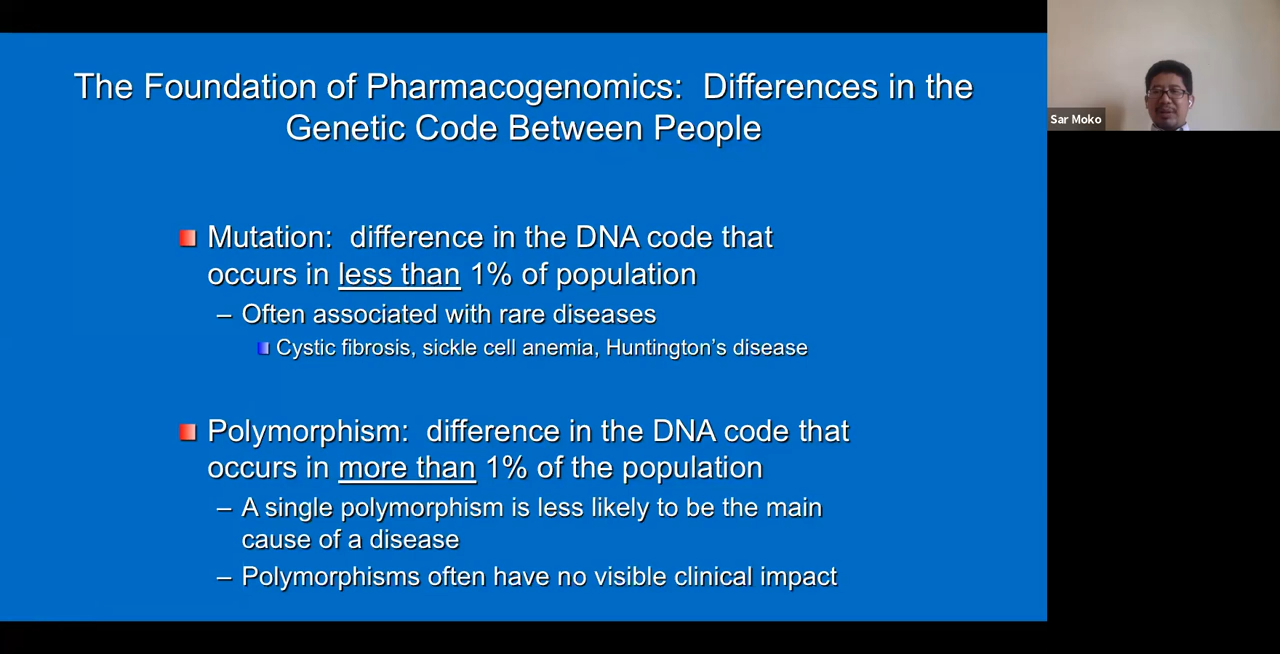 The Foundation of Pharmacogenomics:  Differences in the
Genetic Code Between People
Mutation:  difference in the DNA code that
occurs in less than 1% of population
– Often associated with rare diseases
Cystic fibrosis, sickle cell anemia, Huntington’s disease
Polymorphism:  difference in the DNA code that
occurs in more than 1% of the population
– A single polymorphism is less likely to be the main
cause of a disease
– Polymorphisms often have no visible clinical impact
Sar Moko